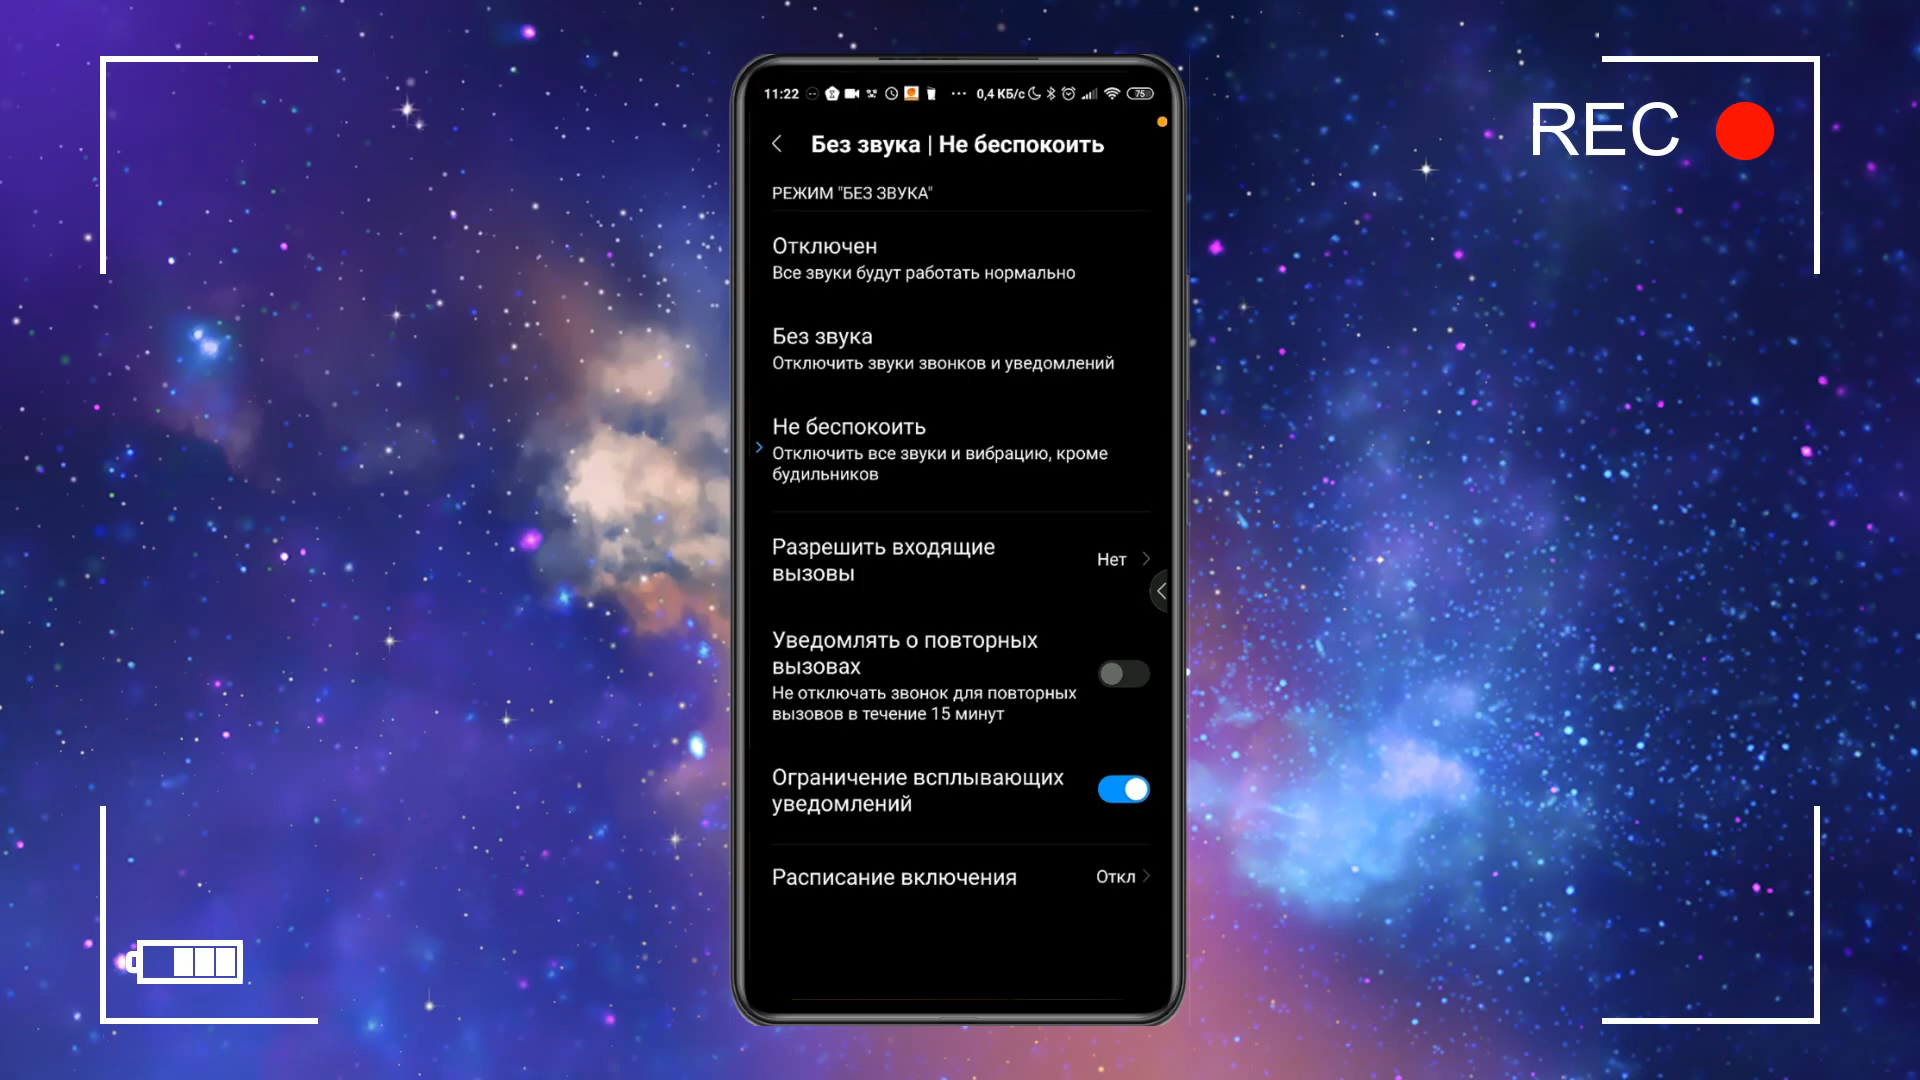 REC
11:22 0,4 КБ/с 75
Без звука | Не беспокоить
РЕЖИМ "БЕЗ ЗВУКА"
Отключен
Все звуки будут работать нормально
Без звука
Отключить звуки звонков и уведомлений
Не беспокоить
Отключить все звуки и вибрацию, кроме
будильников
Разрешить входящие
вызовы
Нет
Уведомлять о повторных
вызовах
Не отключать звонок для повторных
вызовов в течение 15 минут
Ограничение всплывающих
уведомлений
Расписание включения
Откл